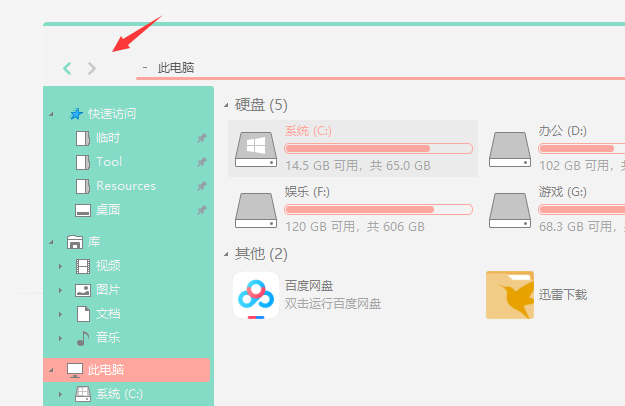 - 此电脑
快速访问
临时
Tool
Resources
桌面
库
视频
图片
文档
音乐
此电脑
系统 (C:)
硬盘 (5)
系统 (C:)
14.5 GB 可用，共 65.0 GB
办公 (D:)
102 GB 可用，共
娱乐 (F:)
120 GB 可用，共 606 GB
游戏 (G:)
68.3 GB 可用，共
其他 (2)
百度网盘
双击运行百度网盘
迅雷下载